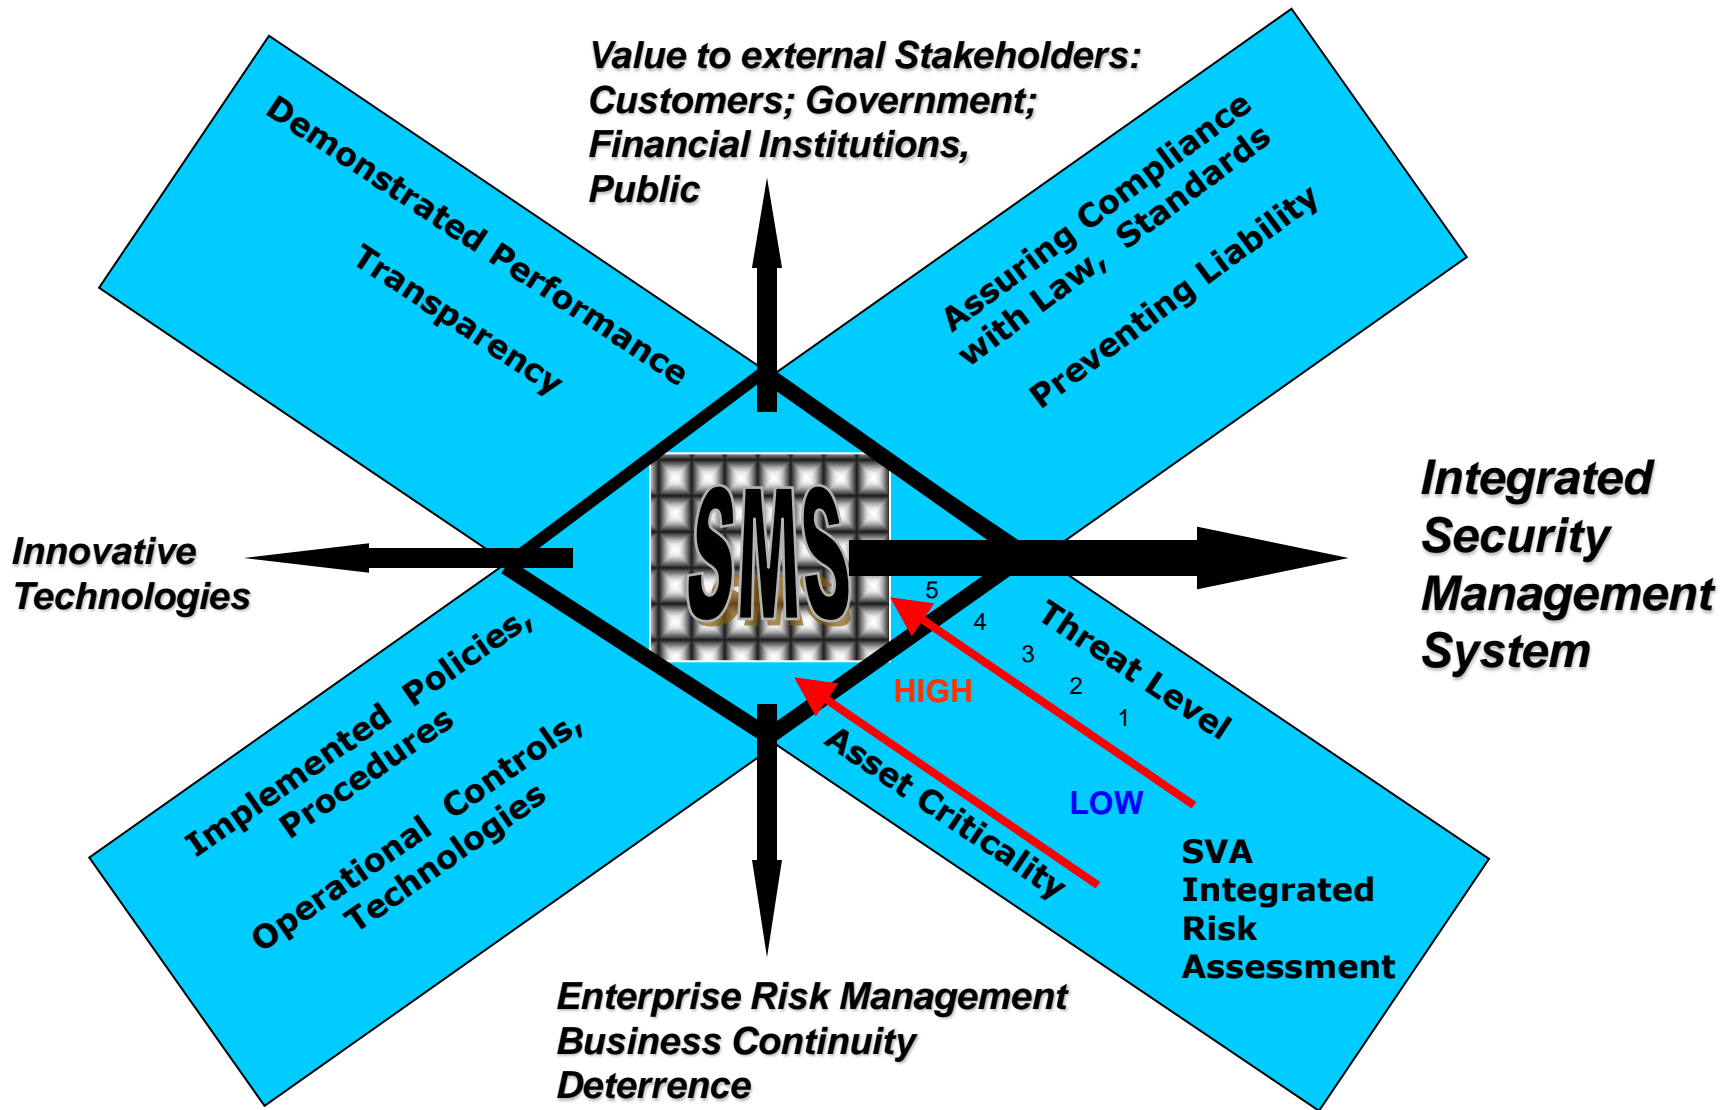 Value to external Stakeholders:
Customers; Government;
Financial Institutions,
Public
Demonstrated Performance
Transparency
Assuring Compliance
with Law, Standards
Preventing Liability
Innovative
Technologies
SMS
Integrated
Security
Management
System
Implemented Policies,
Procedures
Operational Controls,
Technologies
5
4
3
2
1
Threat Level
HIGH
LOW
Asset Criticality
SVA
Integrated
Risk
Assessment
Enterprise Risk Management
Business Continuity
Deterrence